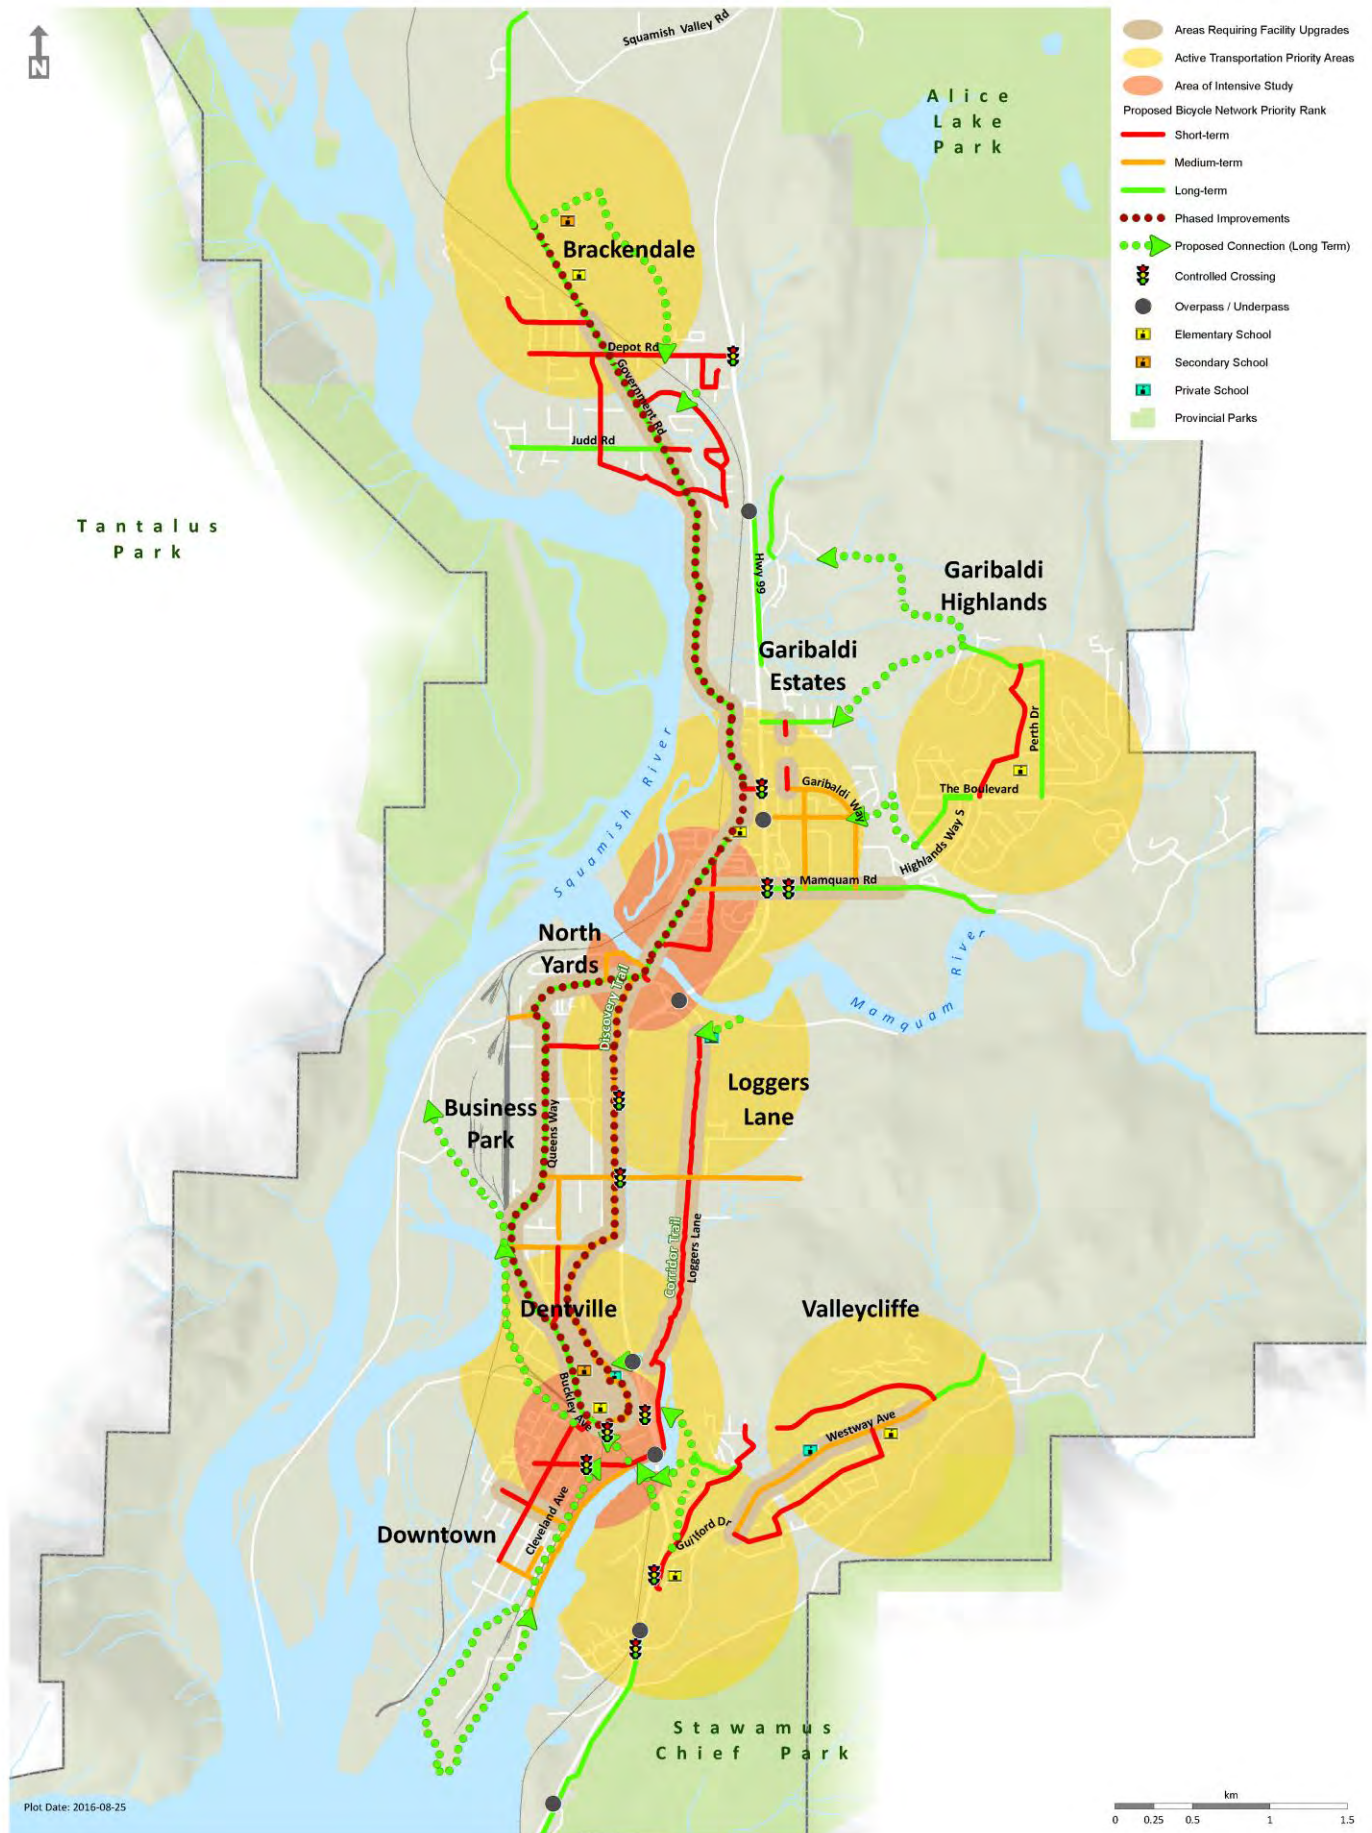 N
Squamish Valley Rd
Alice
Lake
Park
Areas Requiring Facility Upgrades
Active Transportation Priority Areas
Area of Intensive Study
Proposed Bicycle Network Priority Rank
Short-term
Medium-term
Long-term
Phased Improvements
Proposed Connection (Long Term)
Controlled Crossing
Overpass / Underpass
Elementary School
Secondary School
Private School
Provincial Parks
Brackendale
Depot Rd
Government Rd
Judd Rd
Tantalus
Park
Hwy 99
Garibaldi
Highlands
Garibaldi
Estates
Perth Dr
The Boulevard
Garibaldi Way
Highlands Way S
Mamquam Rd
Squamish River
North
Yards
Discovery Trail
Mamquam River
Loggers
Lane
Business
Park
Queens Way
Corridor Trail
Loggers Lane
Dentville
Valleycliffe
Buckley Ave
Westway Ave
Cleveland Ave
Downtown
Guilford Dr
Stawamus
Chief Park
Plot Date: 2016-08-25
km
0 0.25 0.5 1 1.5